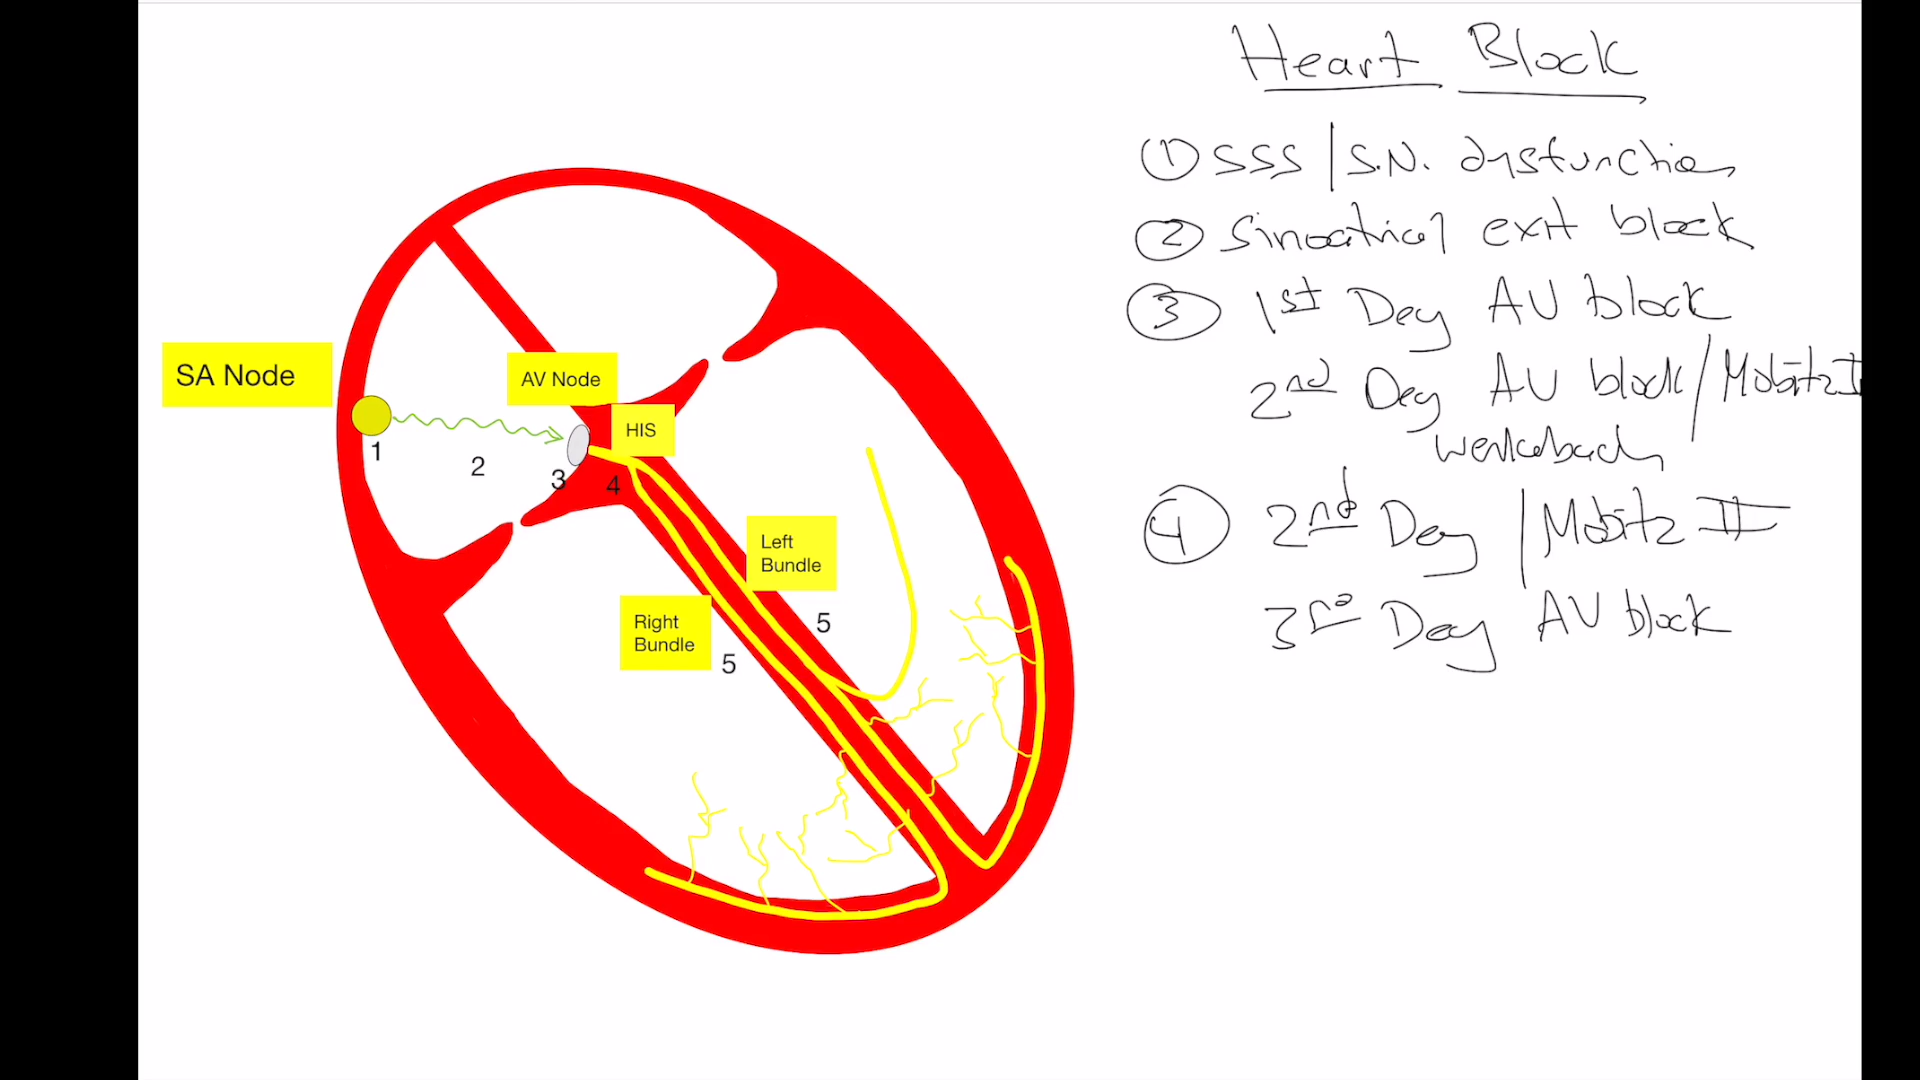 Heart Block
① SSS | S.N. dysfunction
② Sinoatrial exit block
③ 1st Deg AV block
2nd Deg AV block / Mobitz I
Wenkebach
④ 2nd Deg | Mobitz II
3rd Deg AV block
SA Node
AV Node
HIS
1
2
3
4
Left
Bundle
5
Right
Bundle
5